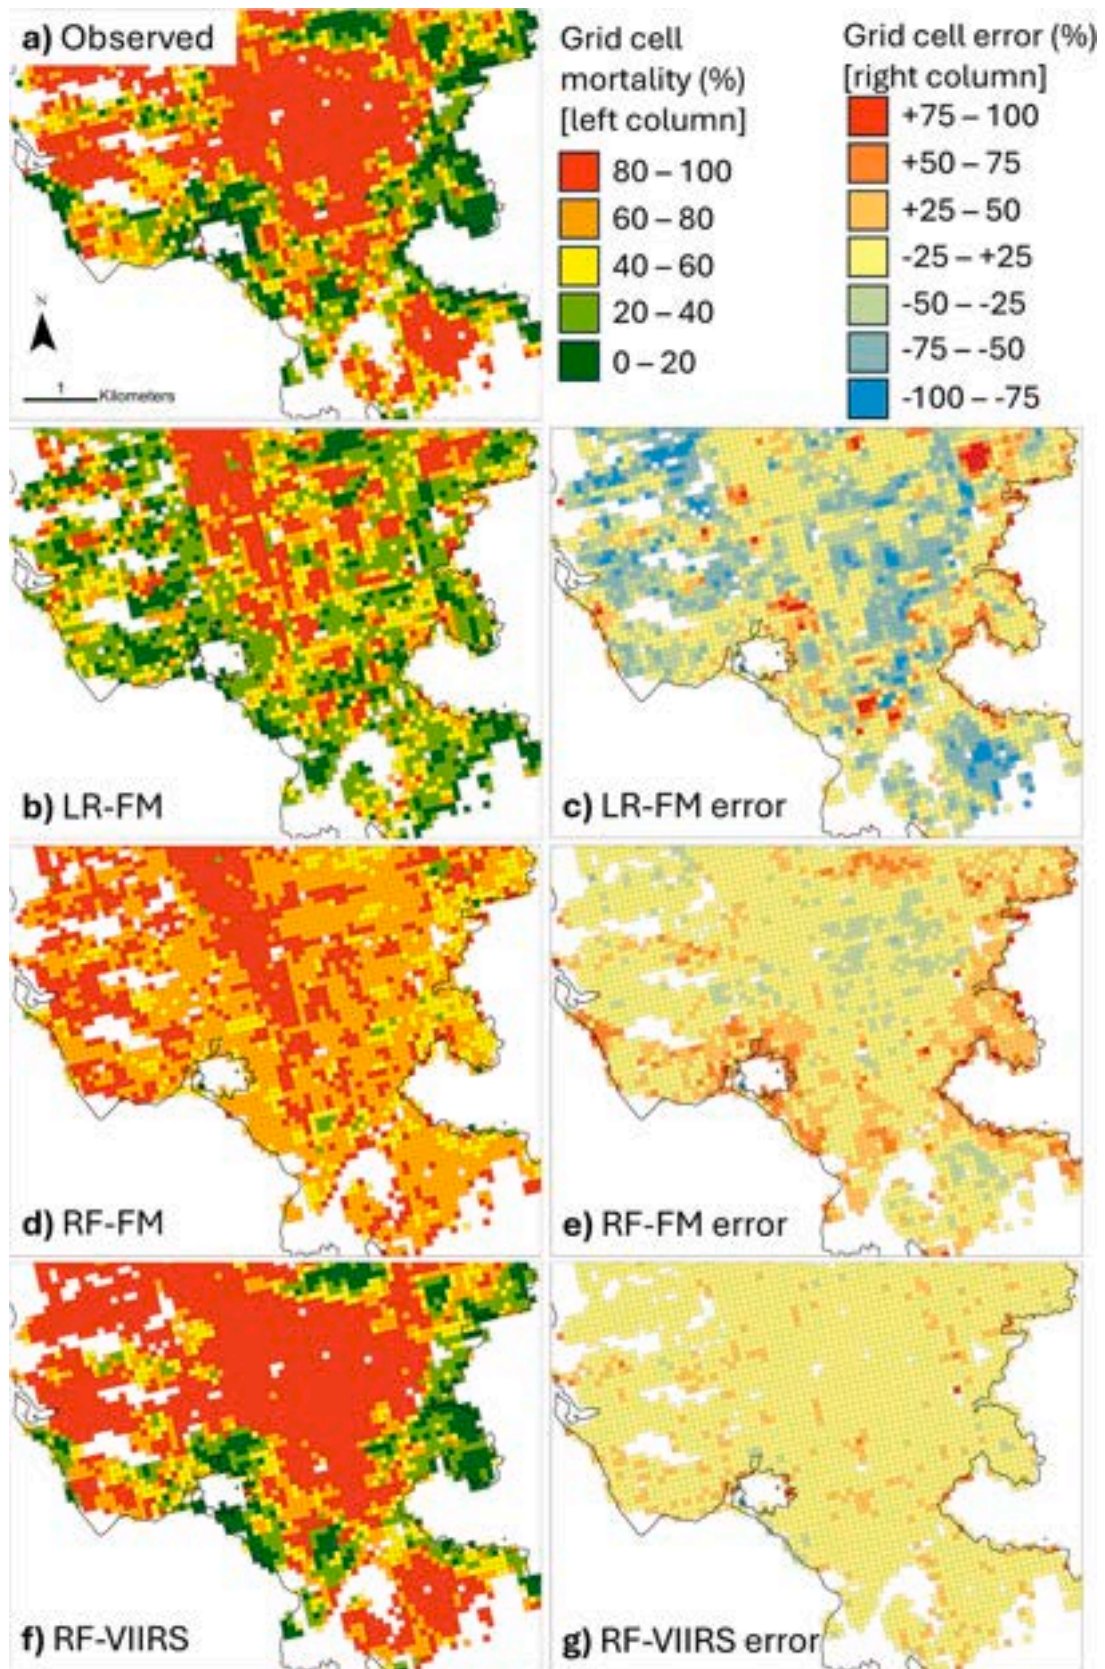 a) Observed
Grid cell
mortality (%)
[left column]
80 – 100
60 – 80
40 – 60
20 – 40
0 – 20
Grid cell error (%)
[right column]
+75 – 100
+50 – 75
+25 – 50
-25 – +25
-50 – -25
-75 – -50
-100 – -75
N
1
Kilometers
b) LR-FM
c) LR-FM error
d) RF-FM
e) RF-FM error
f) RF-VIIRS
g) RF-VIIRS error